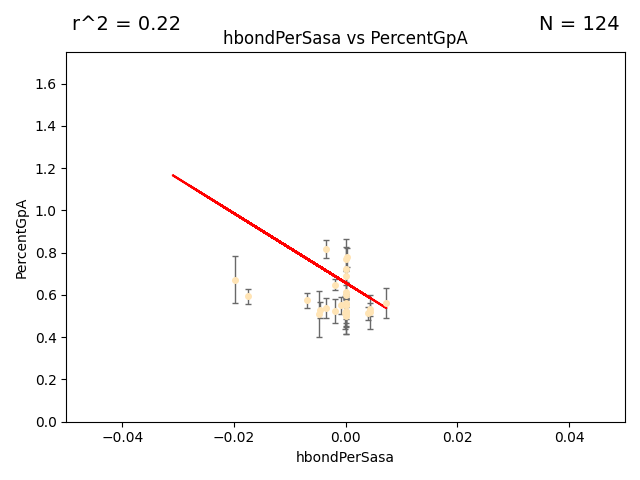 r^2 = 0.22
N = 124
hbondPerSasa vs PercentGpA
1.6
1.4
1.2
1.0
0.8
0.6
0.4
0.2
0.0
PercentGpA
−0.04 −0.02 0.00 0.02 0.04
hbondPerSasa